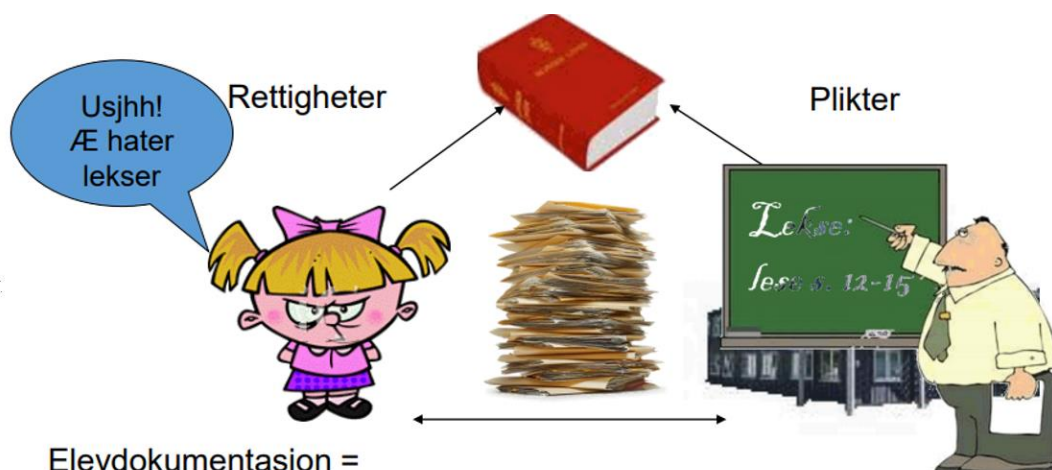 Usjhh!
Æ hater
lekser
Rettigheter
Plikter
Lekse:
lese s. 12-15
Elevdokumentasjon =